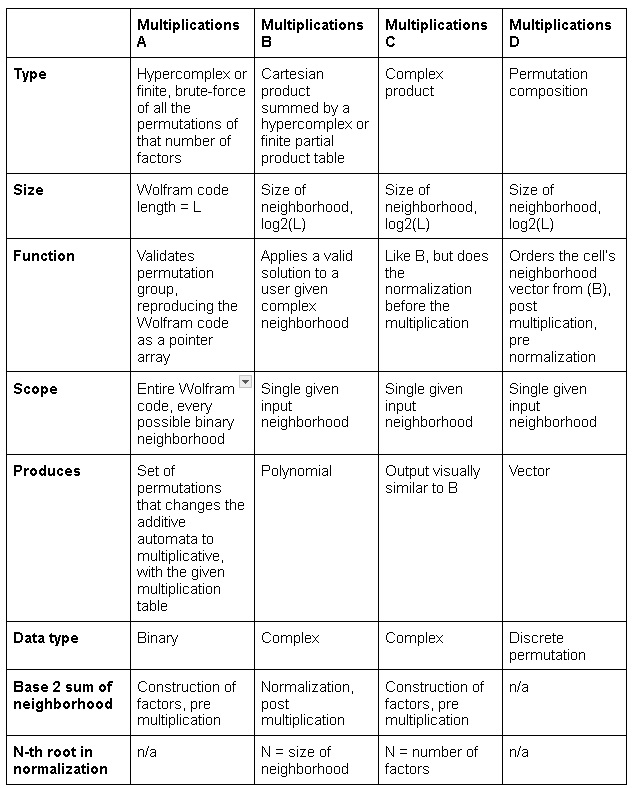 Multiplications A
Multiplications B
Multiplications C
Multiplications D
Type
Hypercomplex or
finite, brute-force
of all the
permutations of
that number of
factors
Cartesian
product
summed by a
hypercomplex or
finite partial
product table
Complex
product
Permutation
composition
Size
Wolfram code
length = L
Size of
neighborhood,
log2(L)
Size of
neighborhood,
log2(L)
Size of
neighborhood,
log2(L)
Function
Validates
permutation
group,
reproducing the
Wolfram code
as a pointer
array
Applies a valid
solution to a
user given
complex
neighborhood
Like B, but does
the
normalization
before the
multiplication
Orders the cell's
neighborhood
vector from (B),
post
multiplication,
pre
normalization
Scope
Entire Wolfram
code, every
possible binary
neighborhood
Single given
input
neighborhood
Single given
input
neighborhood
Single given
input
neighborhood
Produces
Set of
permutations
that changes the
additive
automata to
multiplicative,
with the given
multiplication
table
Polynomial
Output visually
similar to B
Vector
Data type
Binary
Complex
Complex
Discrete
permutation
Base 2 sum of
neighborhood
Construction of
factors, pre
multiplication
Normalization,
post
multiplication
Construction of
factors, pre
multiplication
n/a
N-th root in
normalization
n/a
N = size of
neighborhood
N = number of
factors
n/a